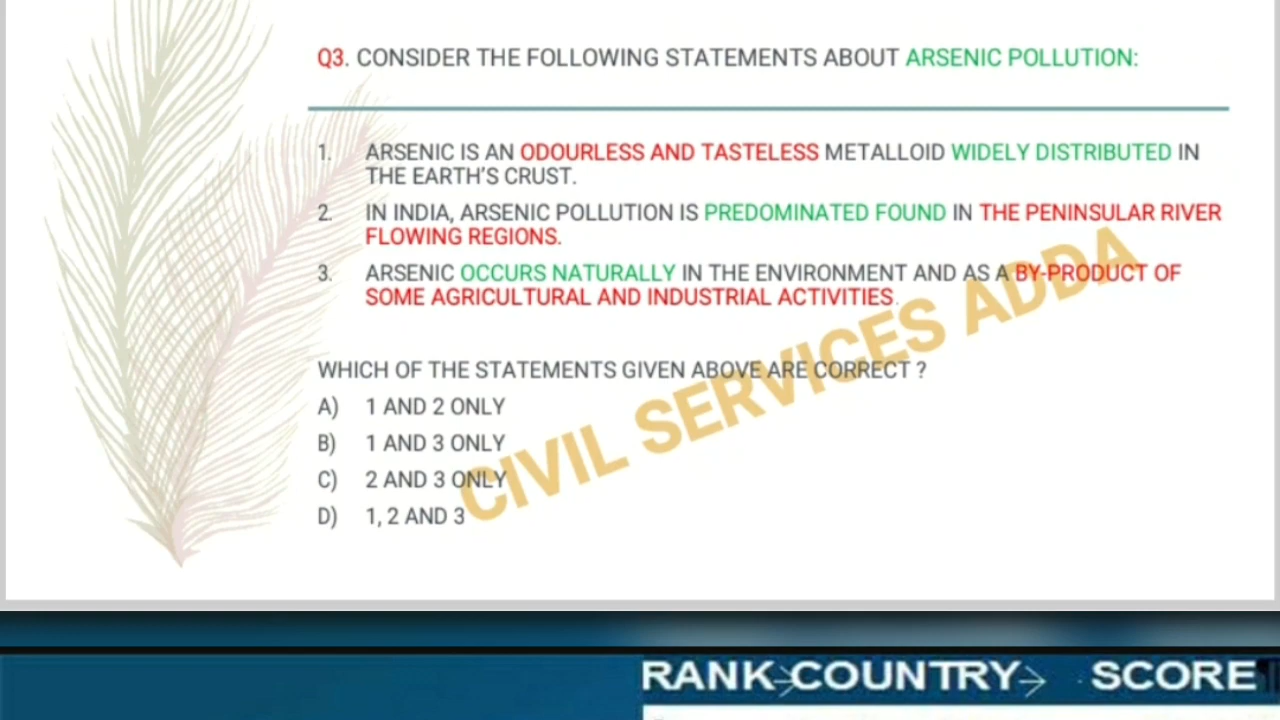 Q3. CONSIDER THE FOLLOWING STATEMENTS ABOUT ARSENIC POLLUTION:
1. ARSENIC IS AN ODOURLESS AND TASTELESS METALLOID WIDELY DISTRIBUTED IN
THE EARTH'S CRUST.
2. IN INDIA, ARSENIC POLLUTION IS PREDOMINATED FOUND IN THE PENINSULAR RIVER
FLOWING REGIONS.
3. ARSENIC OCCURS NATURALLY IN THE ENVIRONMENT AND AS A BY-PRODUCT OF
SOME AGRICULTURAL AND INDUSTRIAL ACTIVITIES.
WHICH OF THE STATEMENTS GIVEN ABOVE ARE CORRECT ?
A) 1 AND 2 ONLY
B) 1 AND 3 ONLY
C) 2 AND 3 ONLY
D) 1, 2 AND 3
CIVIL SERVICES ADDA
RANK→COUNTRY→ SCORE